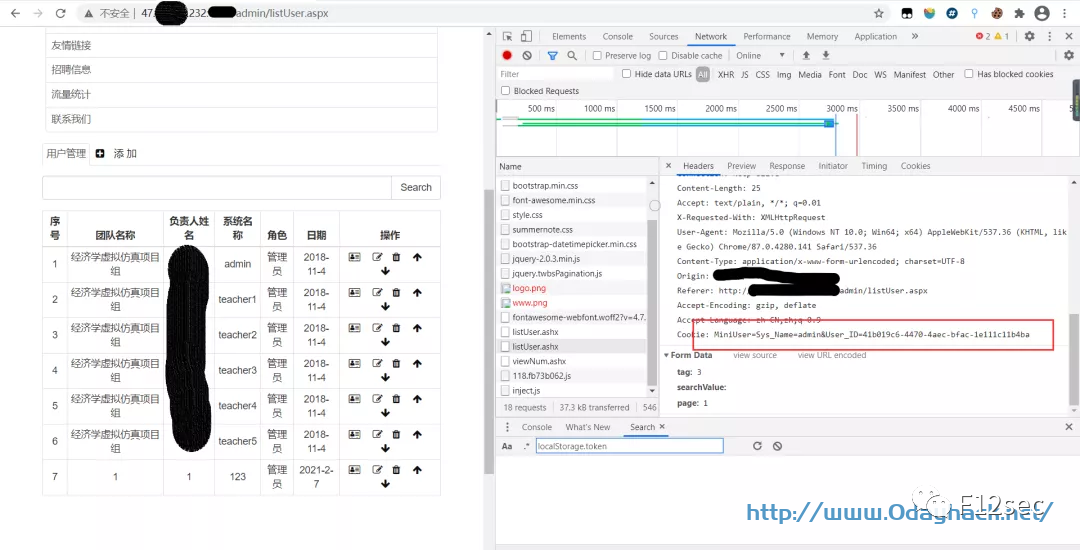 不安全 | 47. 232. admin/listUser.aspx
友情链接
招聘信息
流量统计
联系我们
用户管理 添 加
Search
序号 团队名称 负责人姓名 系统名称 角色 日期 操作
1 经济学虚拟仿真项目组 admin 管理员 2018-11-4
2 经济学虚拟仿真项目组 teacher1 管理员 2018-11-4
3 经济学虚拟仿真项目组 teacher2 管理员 2018-11-4
4 经济学虚拟仿真项目组 teacher3 管理员 2018-11-4
5 经济学虚拟仿真项目组 teacher4 管理员 2018-11-4
6 经济学虚拟仿真项目组 teacher5 管理员 2018-11-4
7 1 1 123 管理员 2021-2-7
Elements Console Sources Network Performance Memory Application » 2 1
Preserve log Disable cache Online
Filter Hide data URLs All XHR JS CSS Img Media Font Doc WS Manifest Other Has blocked cookies
Blocked Requests
500 ms 1000 ms 1500 ms 2000 ms 2500 ms 3000 ms 3500 ms 4000 ms 4500 ms
Name
bootstrap.min.css
font-awesome.min.css
style.css
summernote.css
bootstrap-datetimepicker.min.css
jquery-2.0.3.min.js
jquery.twbsPagination.js
logo.png
www.png
fontawesome-webfont.woff2?v=4.7.
listUser.ashx
listUser.ashx
viewNum.ashx
118.fb73b062.js
inject.js
18 requests 37.3 kB transferred 546
Headers Preview Response Initiator Timing Cookies
Content-Length: 25
Accept: text/plain, */*; q=0.01
X-Requested-With: XMLHttpRequest
User-Agent: Mozilla/5.0 (Windows NT 10.0; Win64; x64) AppleWebKit/537.36 (KHTML, lik
e Gecko) Chrome/87.0.4280.141 Safari/537.36
Content-Type: application/x-www-form-urlencoded; charset=UTF-8
Origin:
Referer: http:/ admin/listUser.aspx
Accept-Encoding: gzip, deflate
Accept-Language: zh-CN,zh;q=0.9
Cookie: MiniUser=Sys_Name=admin&User_ID=41b019c6-4470-4aec-bfac-1e111c11b4ba
Form Data view source view URL encoded
tag: 3
searchValue:
page: 1
Console What's New Search
Aa .* localStorage.token
E12sec
http://www.0daghack.net/